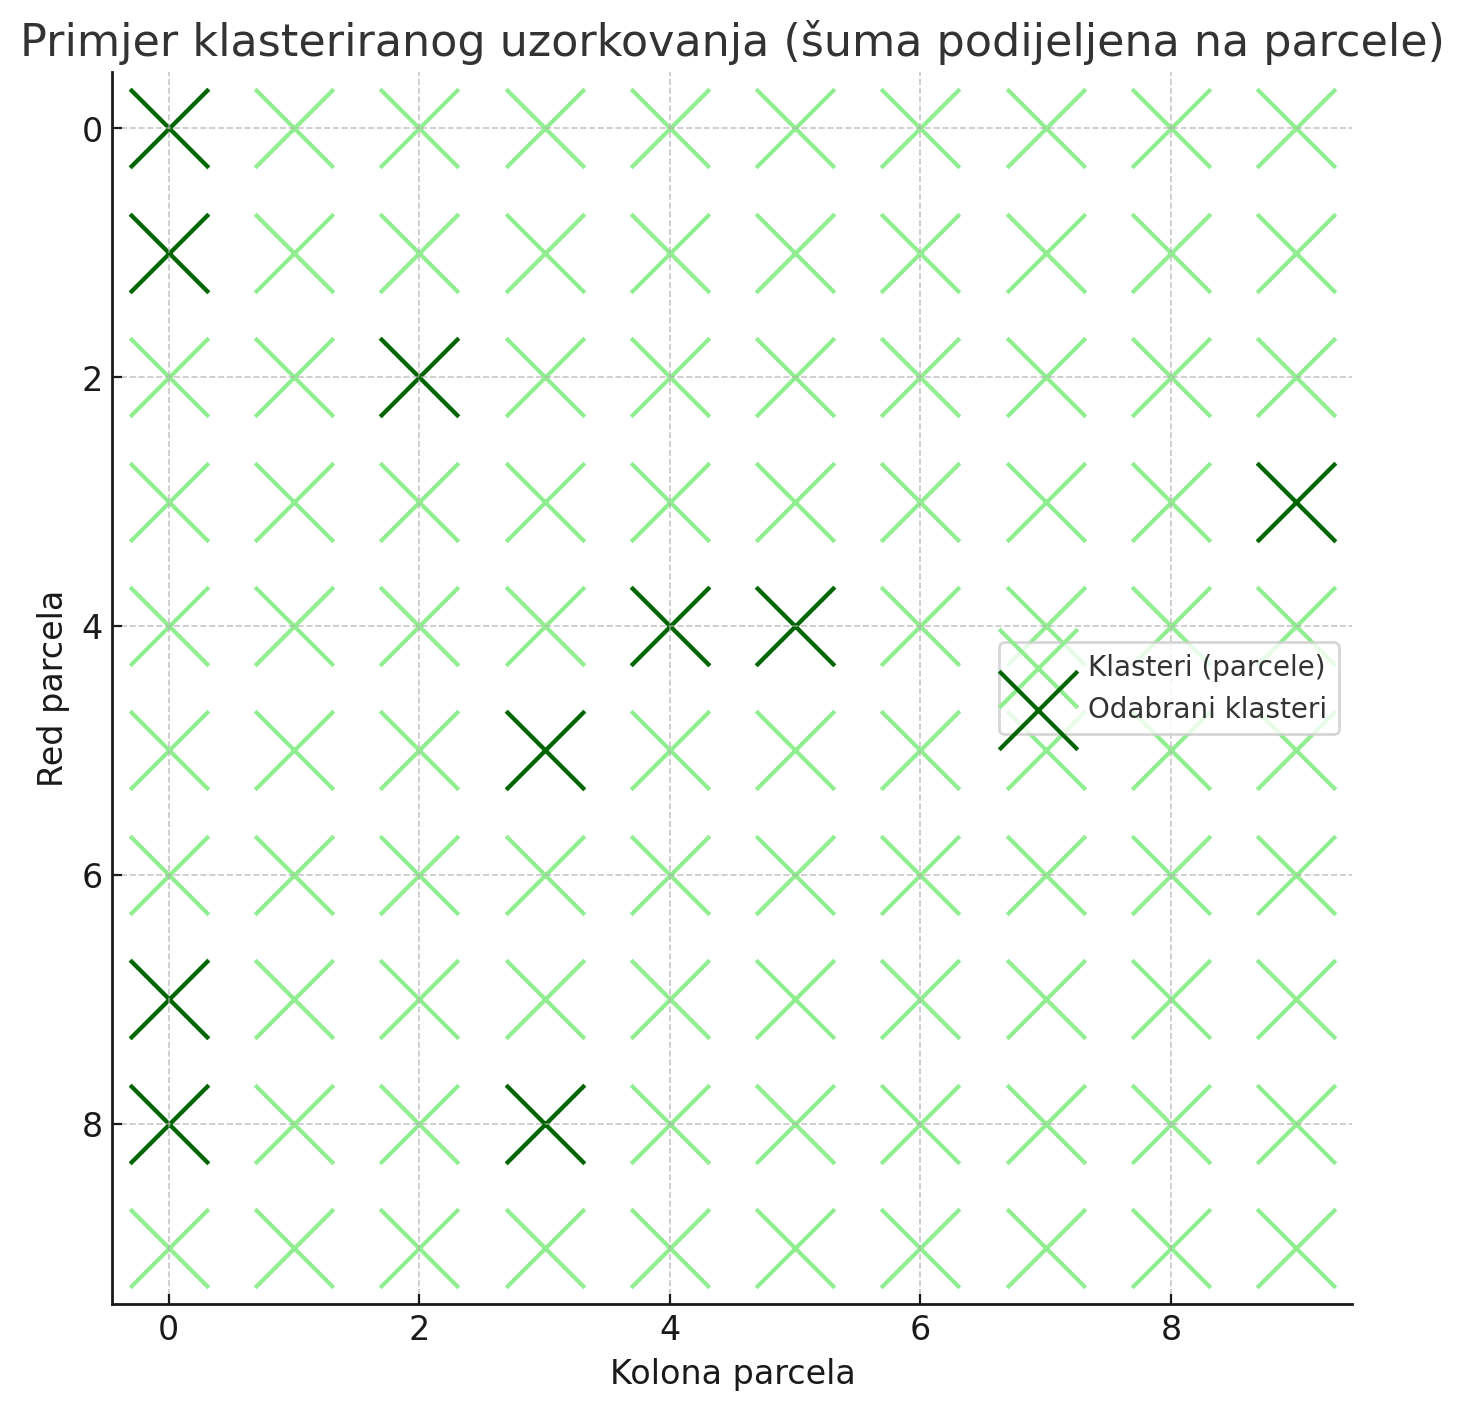 Primjer klasteriranog uzorkovanja (šuma podijeljena na parcele)
0
2
4
6
8
Red parcela
Klasteri (parcele)
Odabrani klasteri
0 2 4 6 8
Kolona parcela